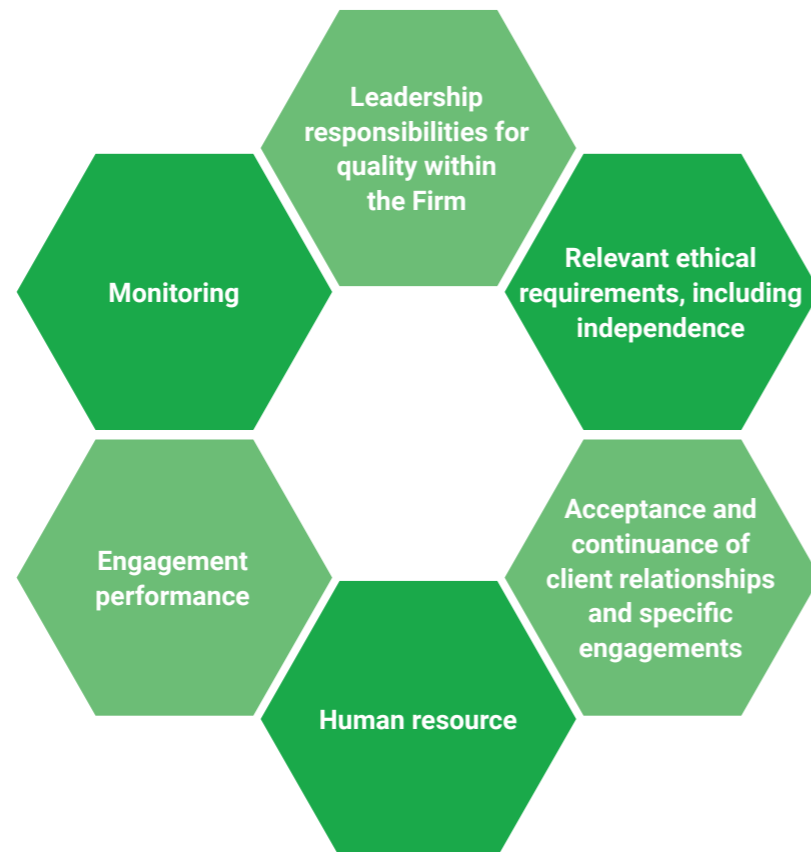 Leadership
responsibilities for
quality within
the Firm
Relevant ethical
requirements, including
independence
Acceptance and
continuance of
client relationships
and specific
engagements
Human resource
Engagement
performance
Monitoring